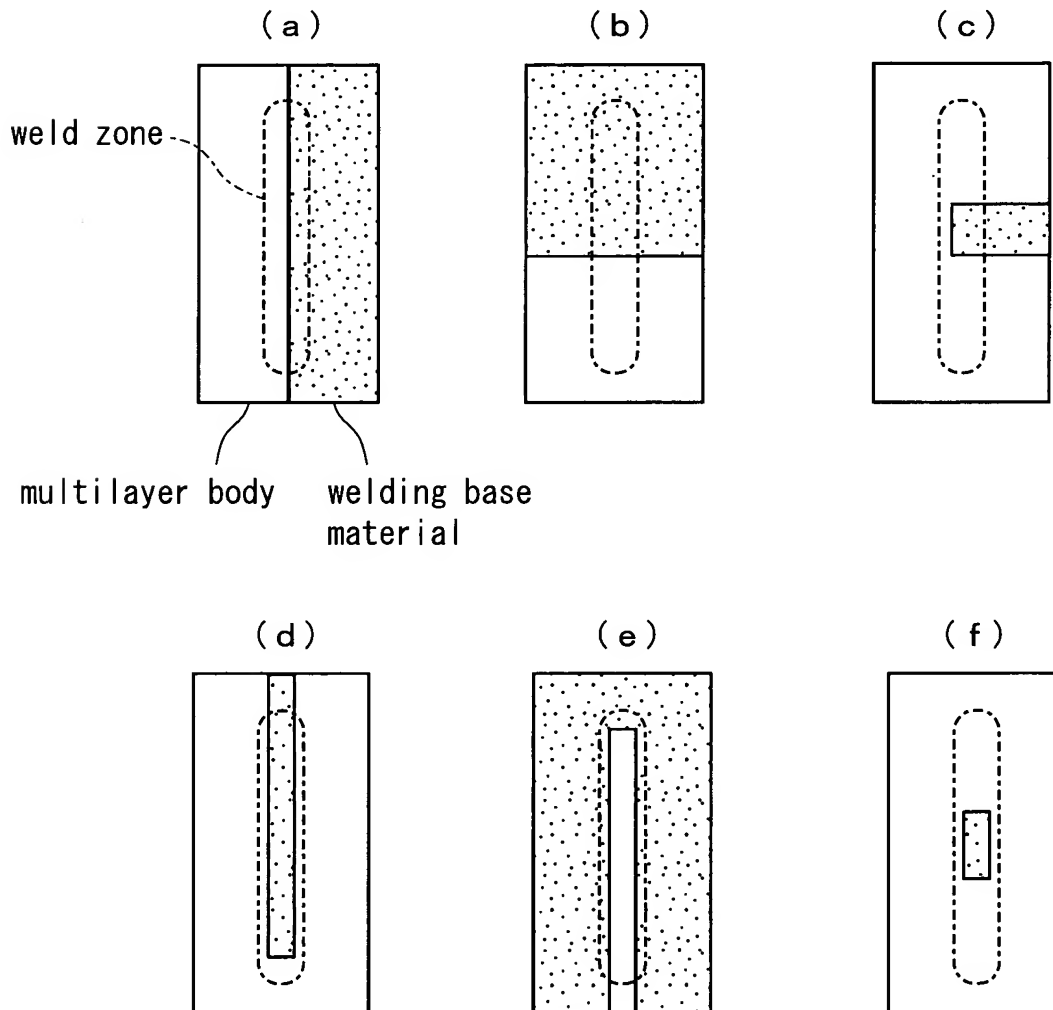 (a) (b) (c)
weld zone
multilayer body welding base
material
(d) (e) (f)